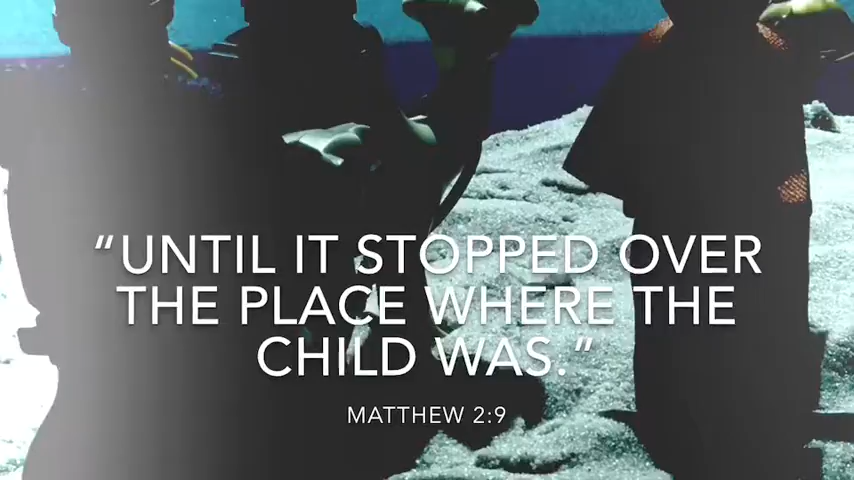 “UNTIL IT STOPPED OVER
THE PLACE WHERE THE
CHILD WAS.”
MATTHEW 2:9